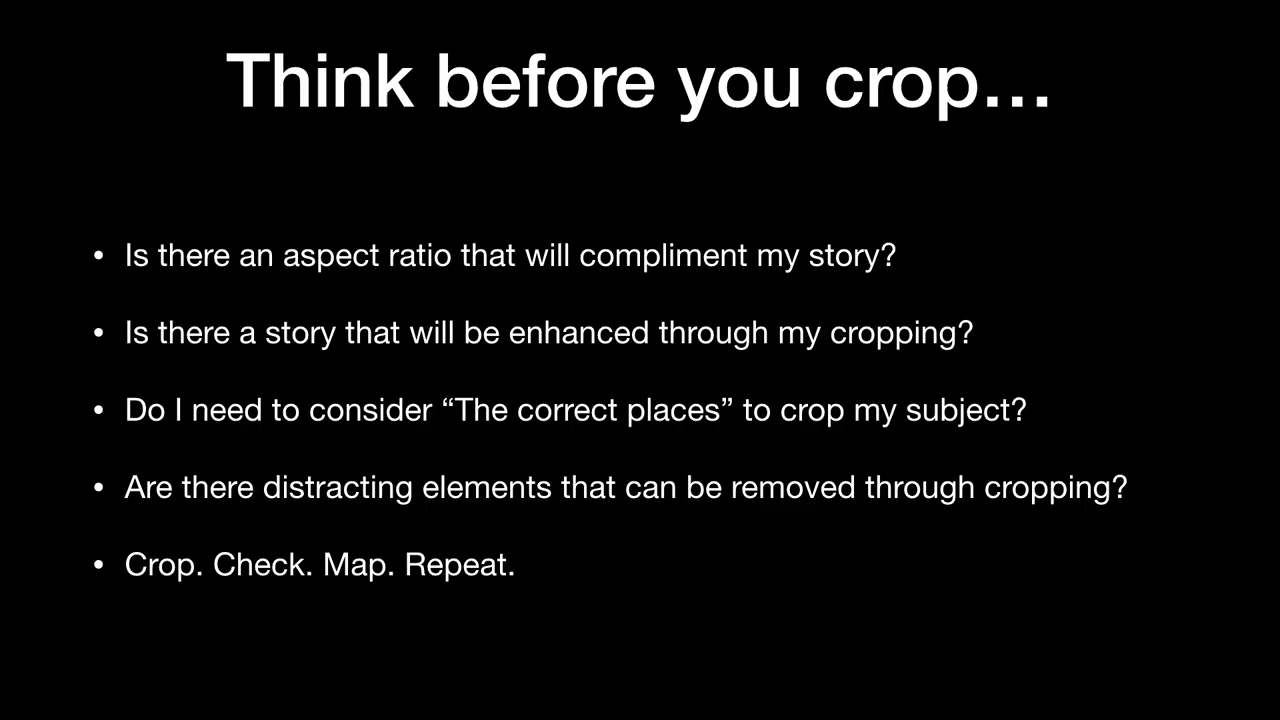 Think before you crop…
• Is there an aspect ratio that will compliment my story?
• Is there a story that will be enhanced through my cropping?
• Do I need to consider “The correct places” to crop my subject?
• Are there distracting elements that can be removed through cropping?
• Crop. Check. Map. Repeat.